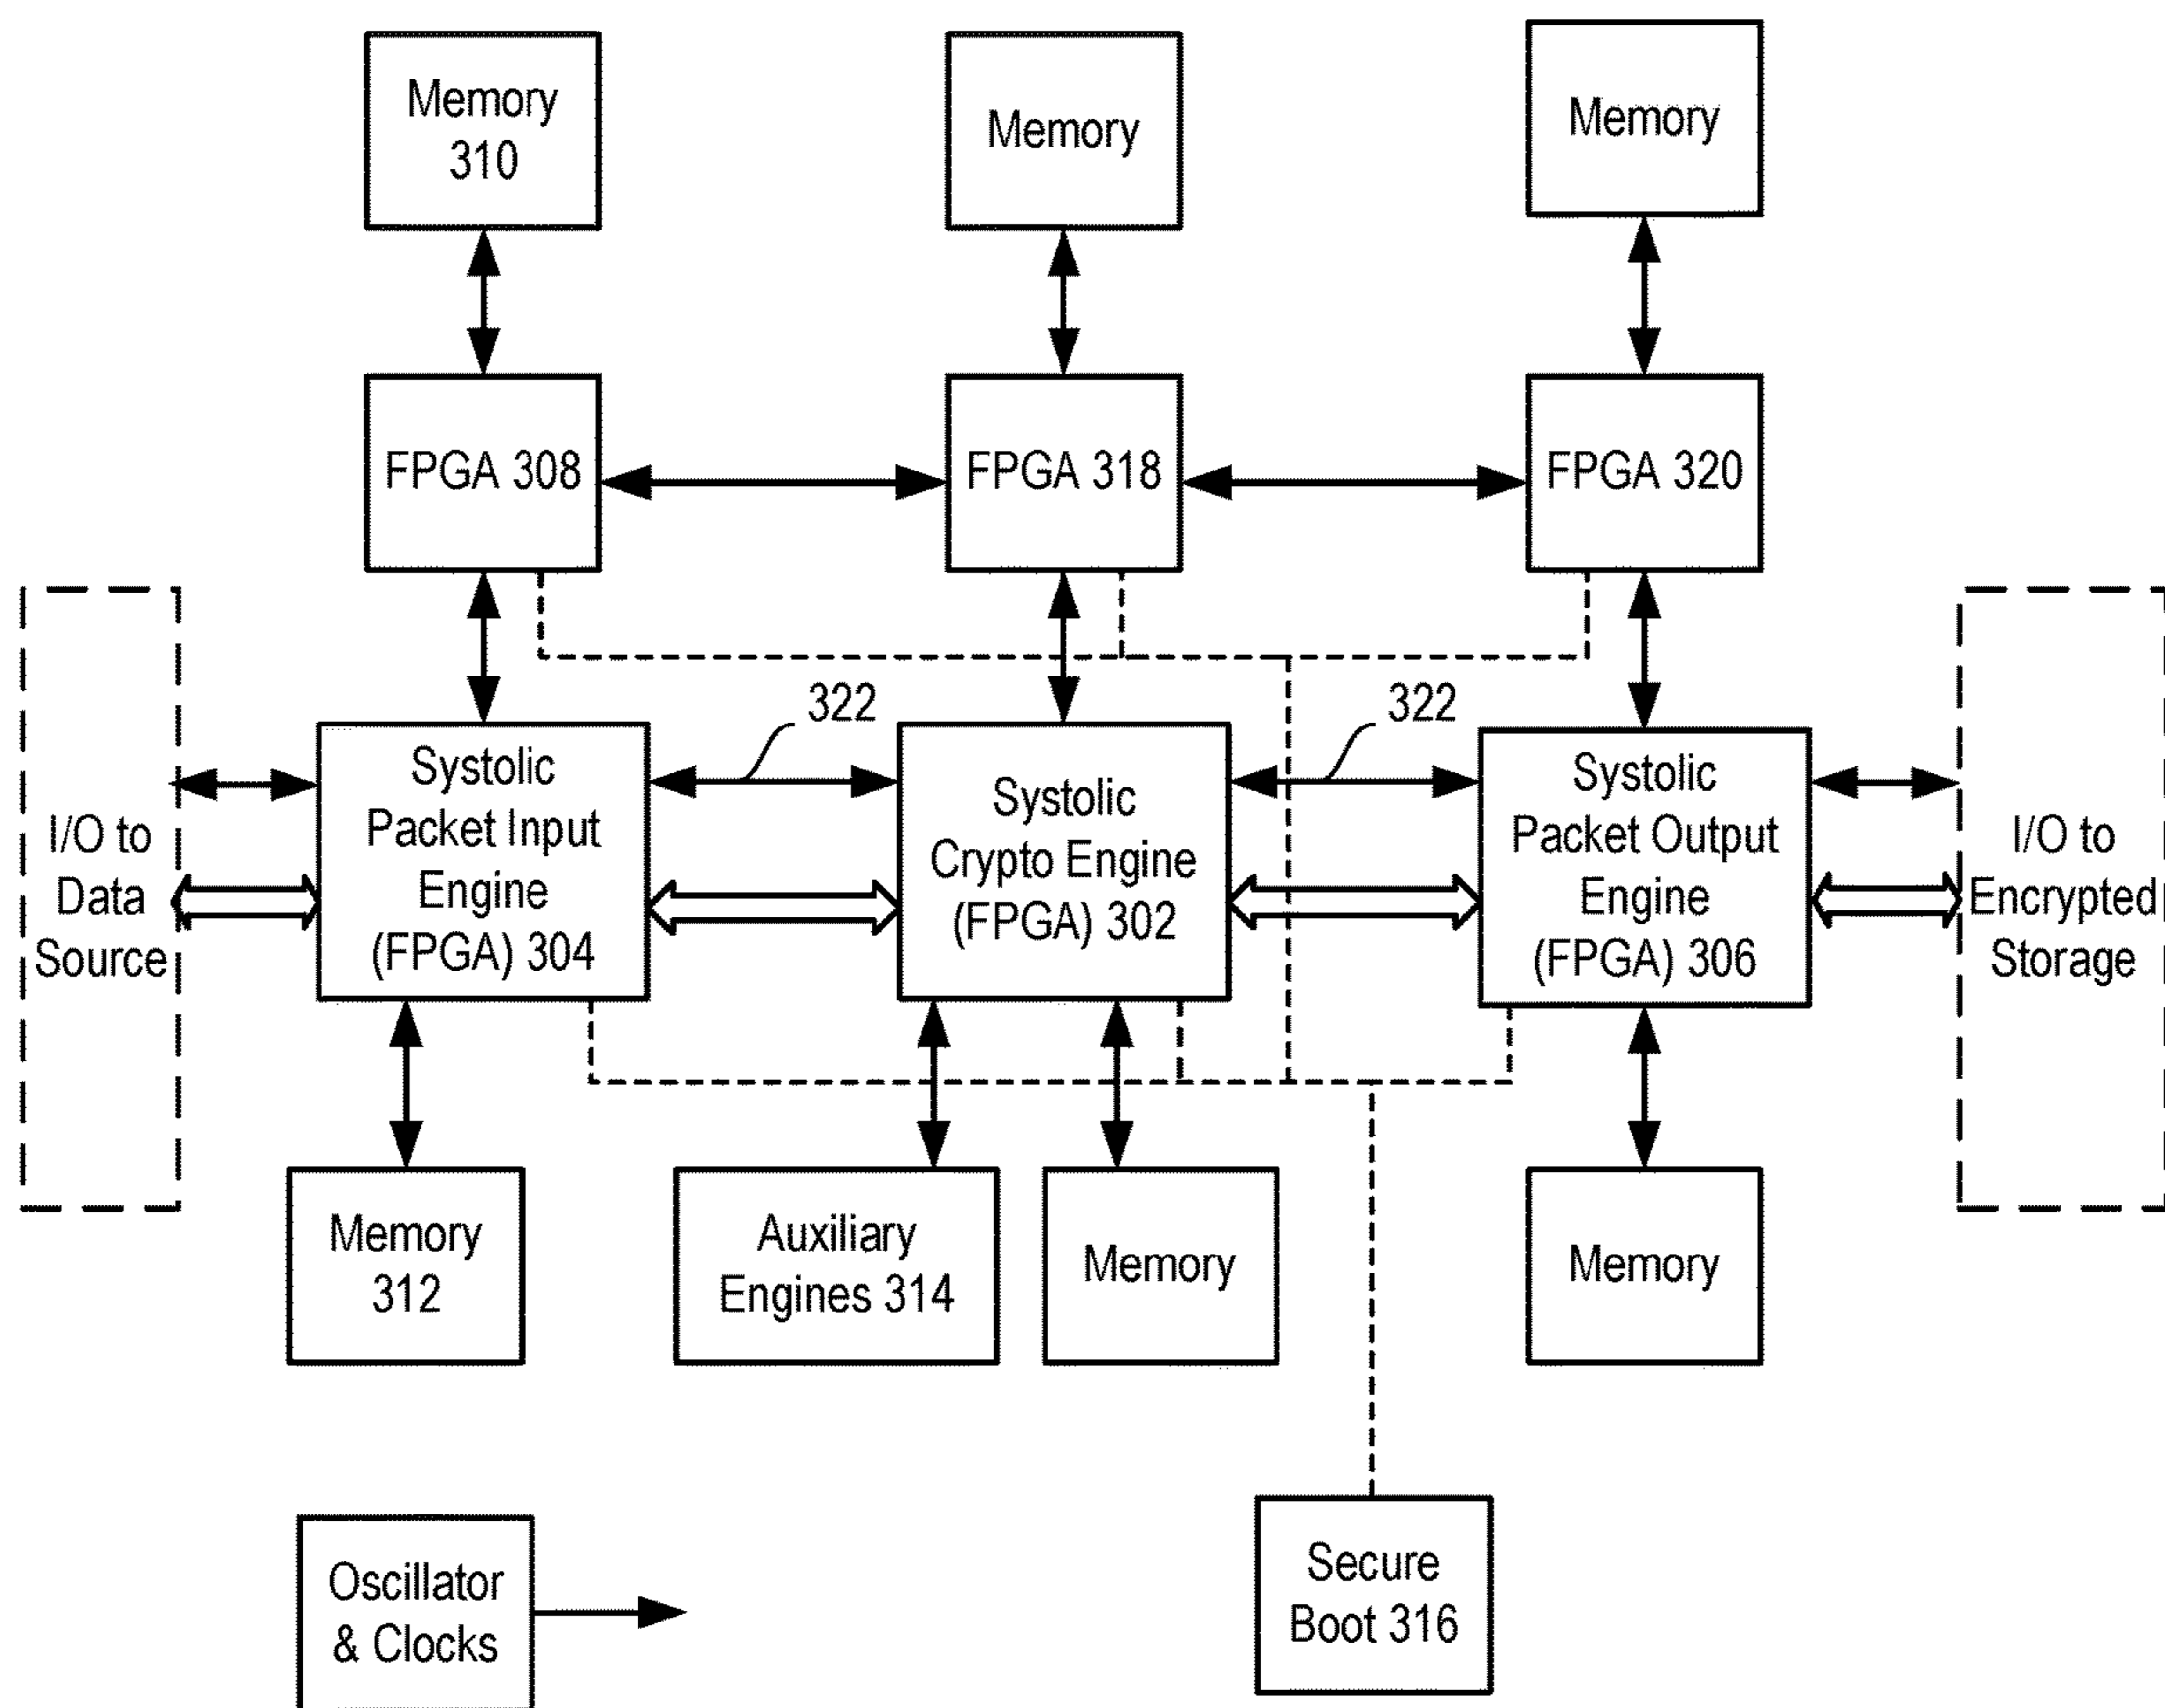 Memory
310
Memory
Memory
FPGA 308
FPGA 318
FPGA 320
322
322
I/O to
Data
Source
Systolic
Packet Input
Engine
(FPGA) 304
Systolic
Crypto Engine
(FPGA) 302
Systolic
Packet Output
Engine
(FPGA) 306
I/O to
Encrypted
Storage
Memory
312
Auxiliary
Engines 314
Memory
Memory
Oscillator
& Clocks
Secure
Boot 316